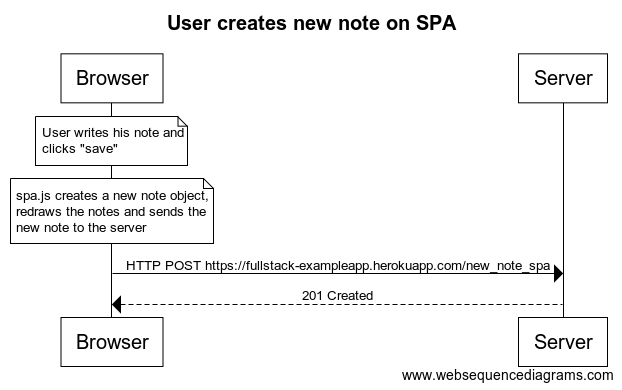 User creates new note on SPA
Browser
Server
User writes his note and
clicks "save"
spa.js creates a new note object,
redraws the notes and sends the
new note to the server
HTTP POST https://fullstack-exampleapp.herokuapp.com/new_note_spa
201 Created
Browser
Server
www.websequencediagrams.com